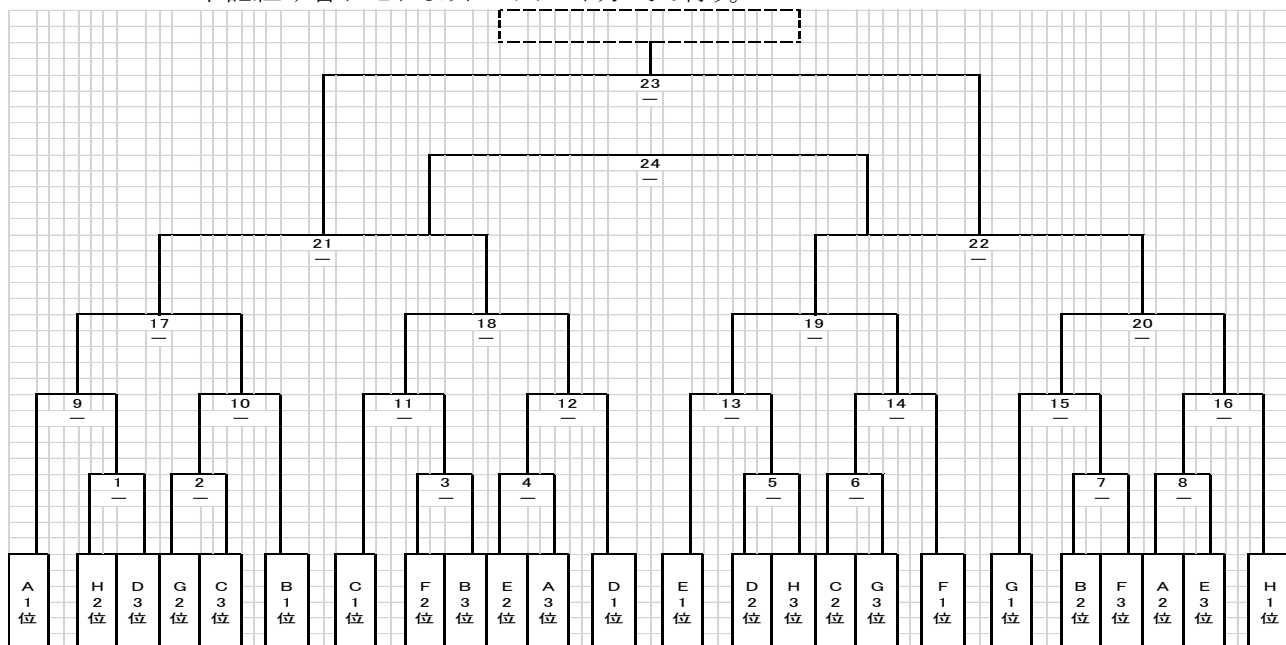 23
—
24
—
21
—
22
—
17
—
18
—
19
—
20
—
9
—
10
—
11
—
12
—
13
—
14
—
15
—
16
—
1
—
2
—
3
—
4
—
5
—
6
—
7
—
8
—
A1位
H2位
D3位
G2位
C3位
B1位
C1位
F2位
B3位
E2位
A3位
D1位
E1位
D2位
H3位
C2位
G3位
F1位
G1位
B2位
F3位
A2位
E3位
H1位